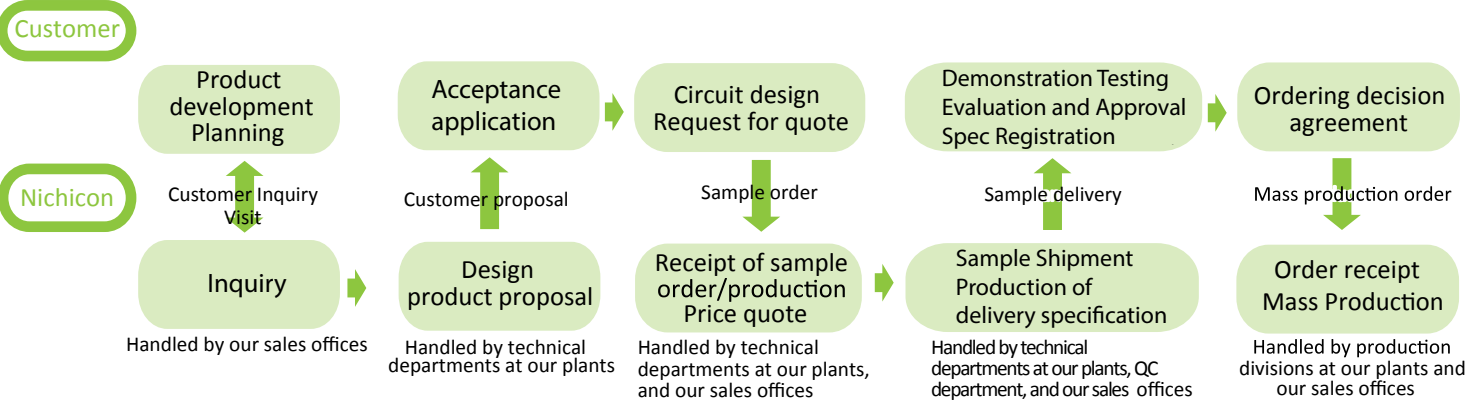 Customer
Product
development
Planning
Acceptance
application
Circuit design
Request for quote
Demonstration Testing
Evaluation and Approval
Spec Registration
Ordering decision
agreement
Nichicon
Customer Inquiry
Visit
Customer proposal
Sample order
Sample delivery
Mass production order
Inquiry
Design
product proposal
Receipt of sample
order/production
Price quote
Sample Shipment
Production of
delivery specification
Order receipt
Mass Production
Handled by our sales offices
Handled by technical
departments at our plants
Handled by technical
departments at our plants,
and our sales offices
Handled by technical
departments at our plants, QC
department, and our sales offices
Handled by production
divisions at our plants and
our sales offices